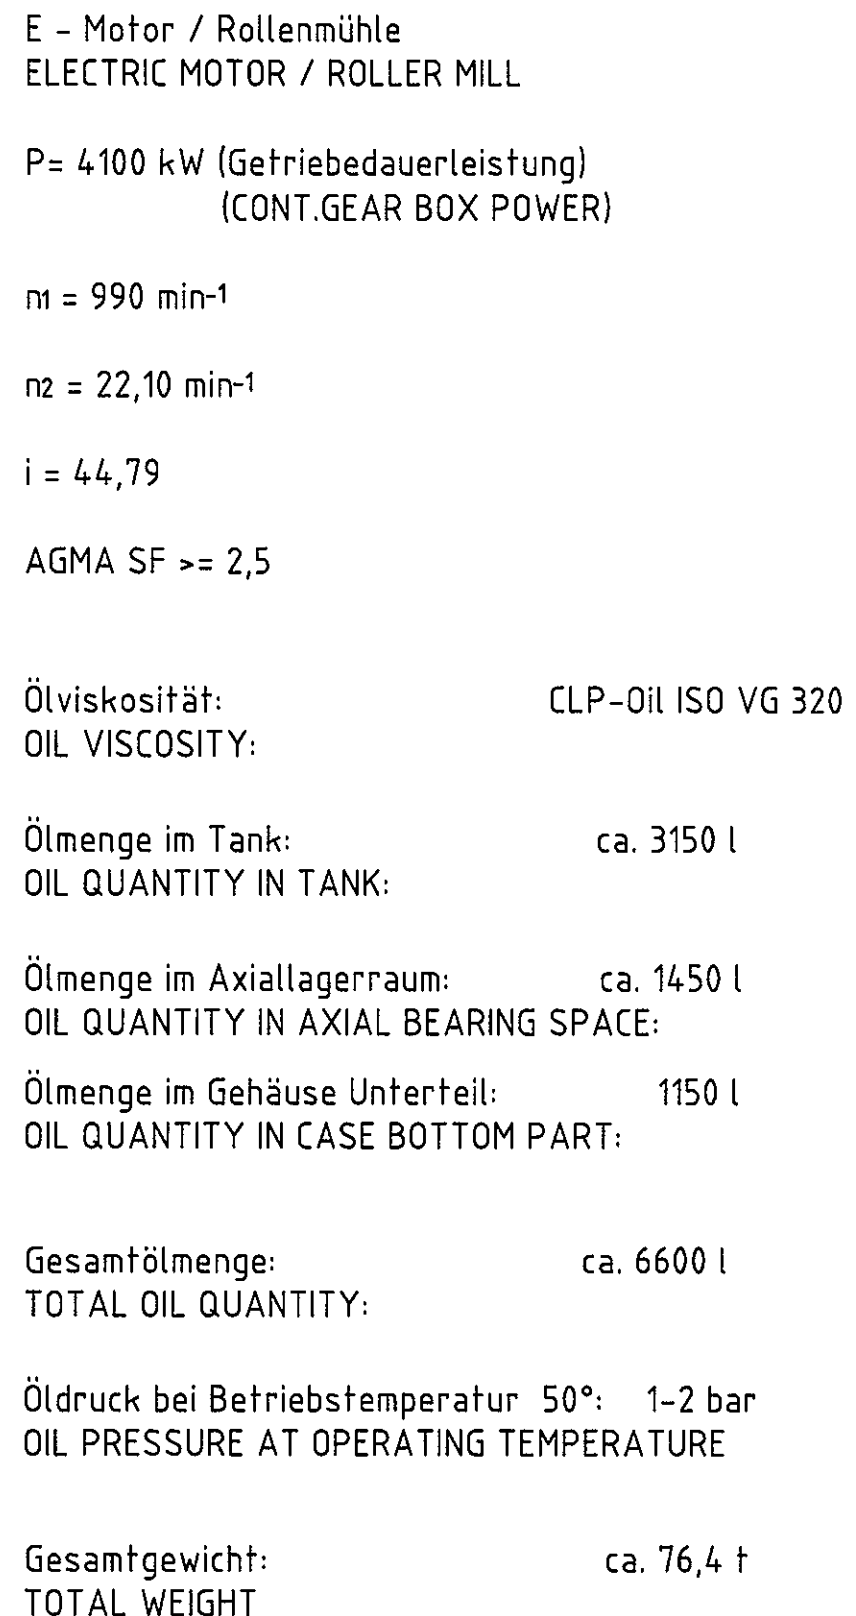 E - Motor / Rollenmühle
ELECTRIC MOTOR / ROLLER MILL
P= 4100 kW (Getriebedauerleistung)
(CONT.GEAR BOX POWER)
n1 = 990 min-1
n2 = 22,10 min-1
i = 44,79
AGMA SF >= 2,5
Ölviskosität: CLP-Oil ISO VG 320
OIL VISCOSITY:
Ölmenge im Tank: ca. 3150 l
OIL QUANTITY IN TANK:
Ölmenge im Axiallagerraum: ca. 1450 l
OIL QUANTITY IN AXIAL BEARING SPACE:
Ölmenge im Gehäuse Unterteil: 1150 l
OIL QUANTITY IN CASE BOTTOM PART:
Gesamtölmenge: ca. 6600 l
TOTAL OIL QUANTITY:
Öldruck bei Betriebstemperatur 50°: 1-2 bar
OIL PRESSURE AT OPERATING TEMPERATURE
Gesamtgewicht: ca. 76,4 t
TOTAL WEIGHT